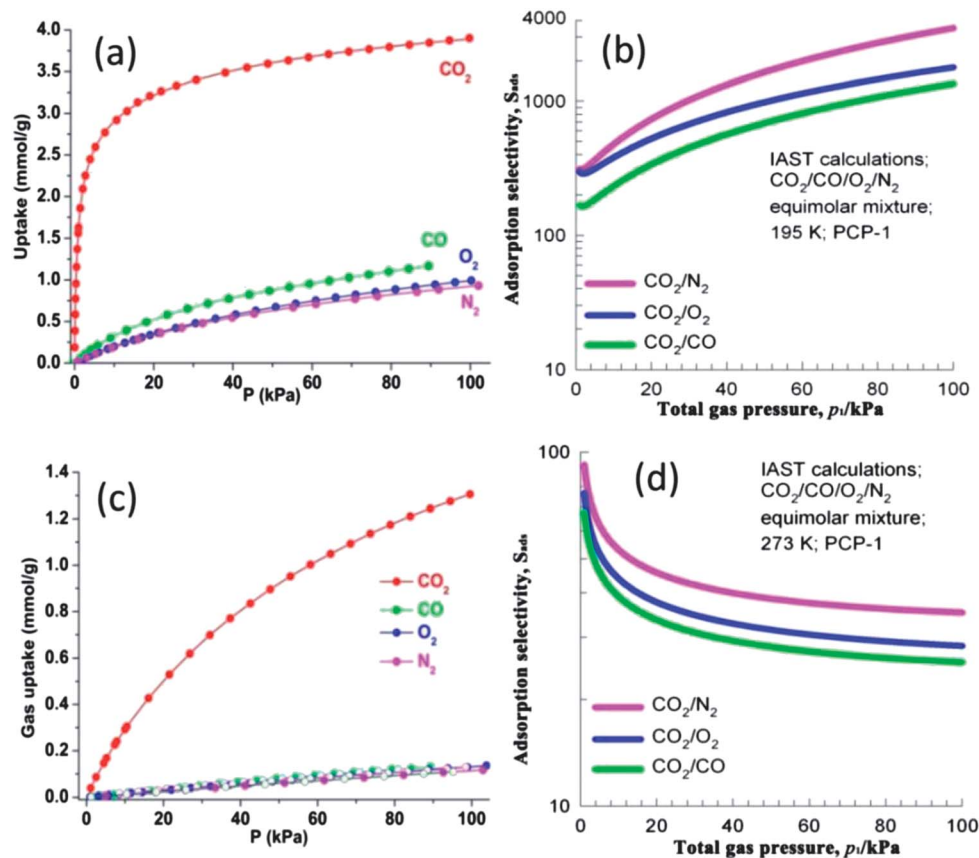 (a)
4.0
3.5
3.0
2.5
2.0
1.5
1.0
0.5
0.0
Uptake (mmol/g)
CO₂
CO
O₂
N₂
0 20 40 60 80 100
P (kPa)
(b)
4000
1000
100
10
Adsorption selectivity, Sads
IAST calculations;
CO₂/CO/O₂/N₂
equimolar mixture;
195 K; PCP-1
CO₂/N₂
CO₂/O₂
CO₂/CO
0 20 40 60 80 100
Total gas pressure, pt/kPa
(c)
1.4
1.2
1.0
0.8
0.6
0.4
0.2
0.0
Gas uptake (mmol/g)
CO₂
CO
O₂
N₂
0 20 40 60 80 100
P (kPa)
(d)
100
10
Adsorption selectivity, Sads
IAST calculations;
CO₂/CO/O₂/N₂
equimolar mixture;
273 K; PCP-1
CO₂/N₂
CO₂/O₂
CO₂/CO
0 20 40 60 80 100
Total gas pressure, pt/kPa